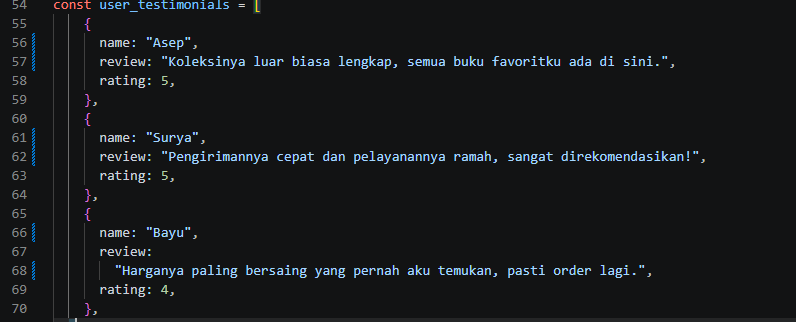 54 const user_testimonials = [
55 {
56 name: "Asep",
57 review: "Koleksinya luar biasa lengkap, semua buku favoritku ada di sini.",
58 rating: 5,
59 },
60 {
61 name: "Surya",
62 review: "Pengirimannya cepat dan pelayanannya ramah, sangat direkomendasikan!",
63 rating: 5,
64 },
65 {
66 name: "Bayu",
67 review:
68 "Harganya paling bersaing yang pernah aku temukan, pasti order lagi.",
69 rating: 4,
70 },